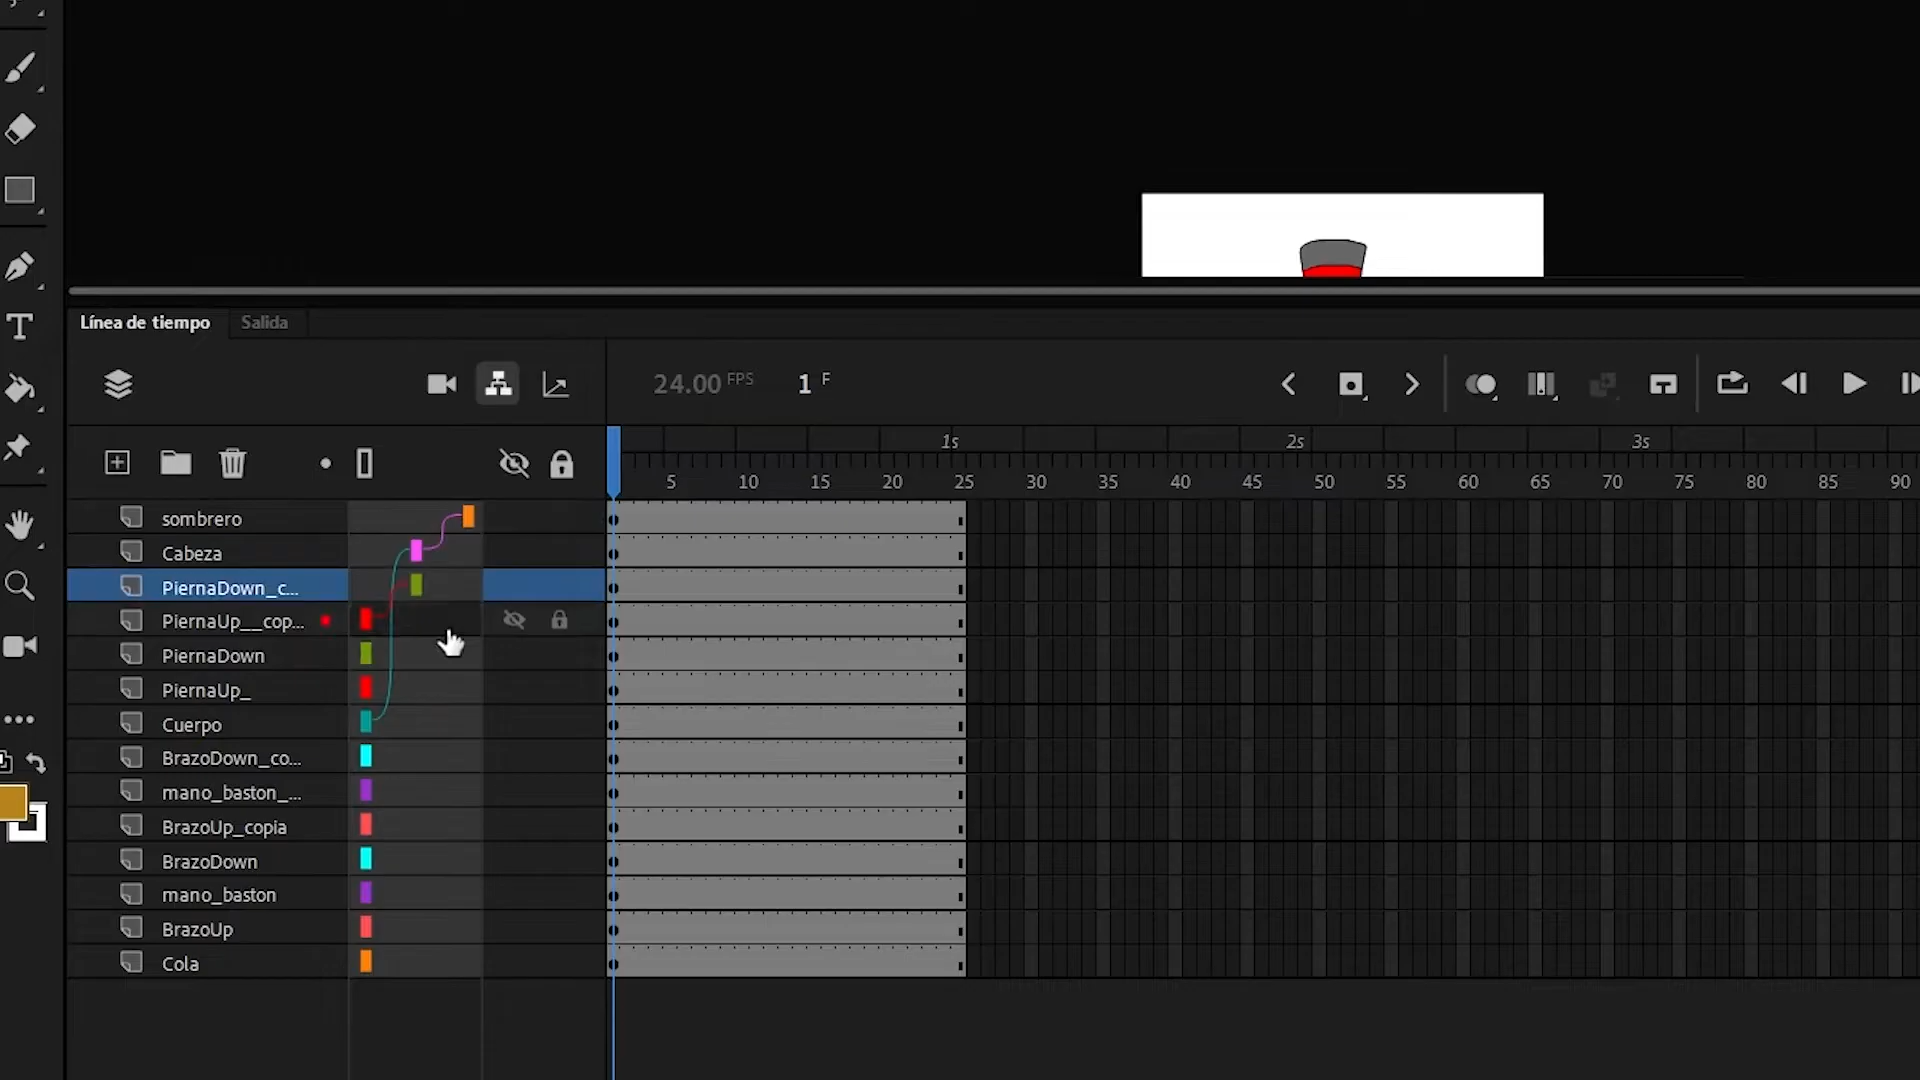 Línea de tiempo Salida
24.00 FPS 1 F
1s 2s 3s
5 10 15 20 25 30 35 40 45 50 55 60 65 70 75 80 85 90
sombrero
Cabeza
PiernaDown_c...
PiernaUp__cop...
PiernaDown
PiernaUp_
Cuerpo
BrazoDown_co...
mano_baston_...
BrazoUp_copia
BrazoDown
mano_baston
BrazoUp
Cola